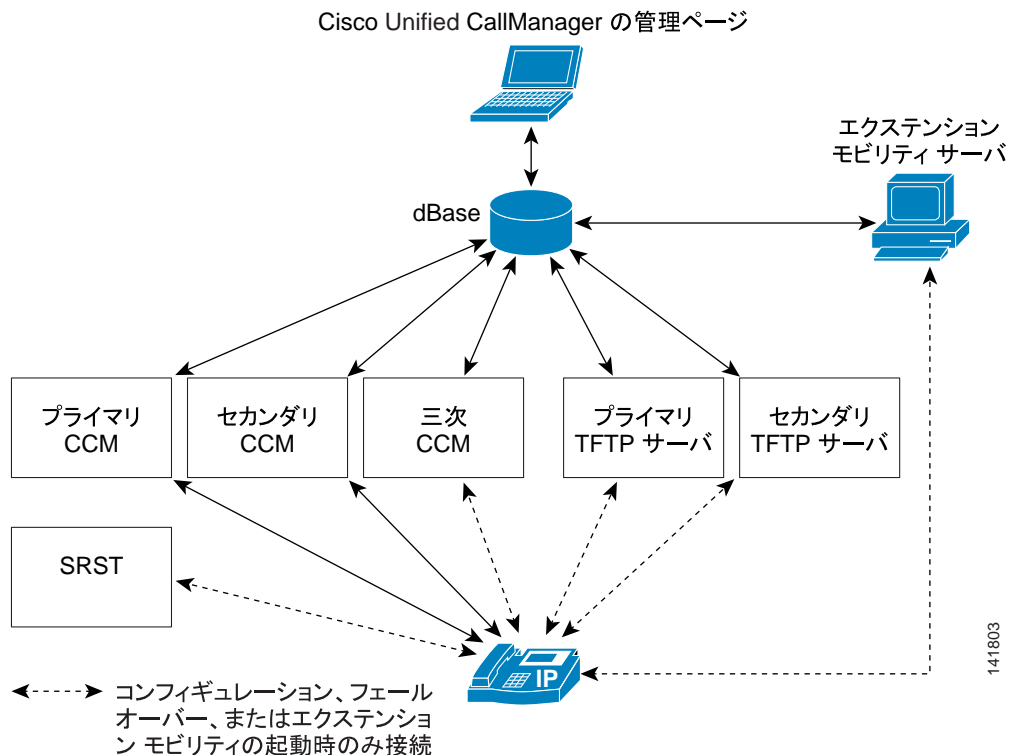 Cisco Unified CallManager の管理ページ
エクステンション
モビリティ サーバ
dBase
プライマリ
CCM
セカンダリ
CCM
三次
CCM
プライマリ
TFTP サーバ
セカンダリ
TFTP サーバ
SRST
IP
141803
コンフィギュレーション、フェール
オーバー、またはエクステンショ
ン モビリティの起動時のみ接続